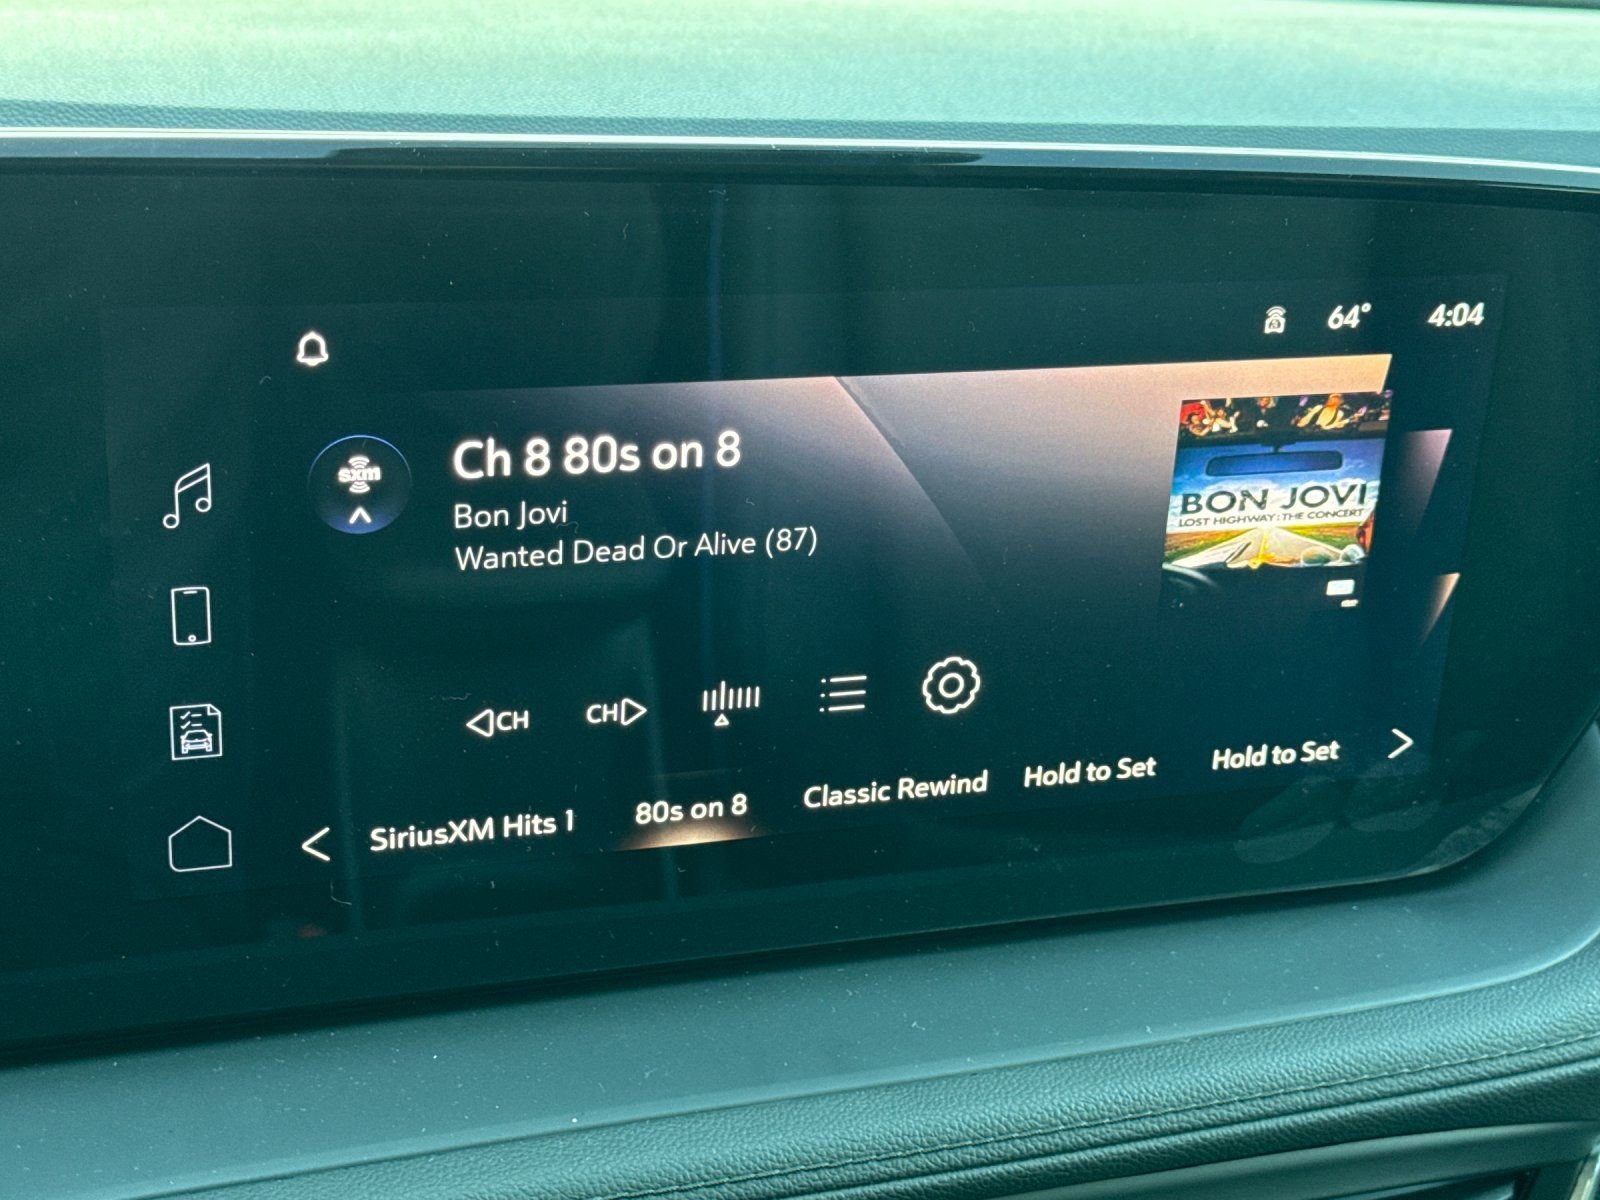 64° 4:04
sxm
Ch 8 80s on 8
Bon Jovi
Wanted Dead Or Alive (87)
BON JOVI
LOST HIGHWAY: THE CONCERT
CH CH
SiriusXM Hits 1 80s on 8 Classic Rewind Hold to Set Hold to Set